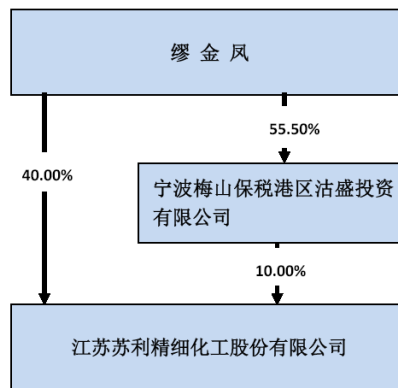 缪 金 凤
55.50%
40.00%
宁波梅山保税港区沽盛投资
有限公司
10.00%
江苏苏利精细化工股份有限公司